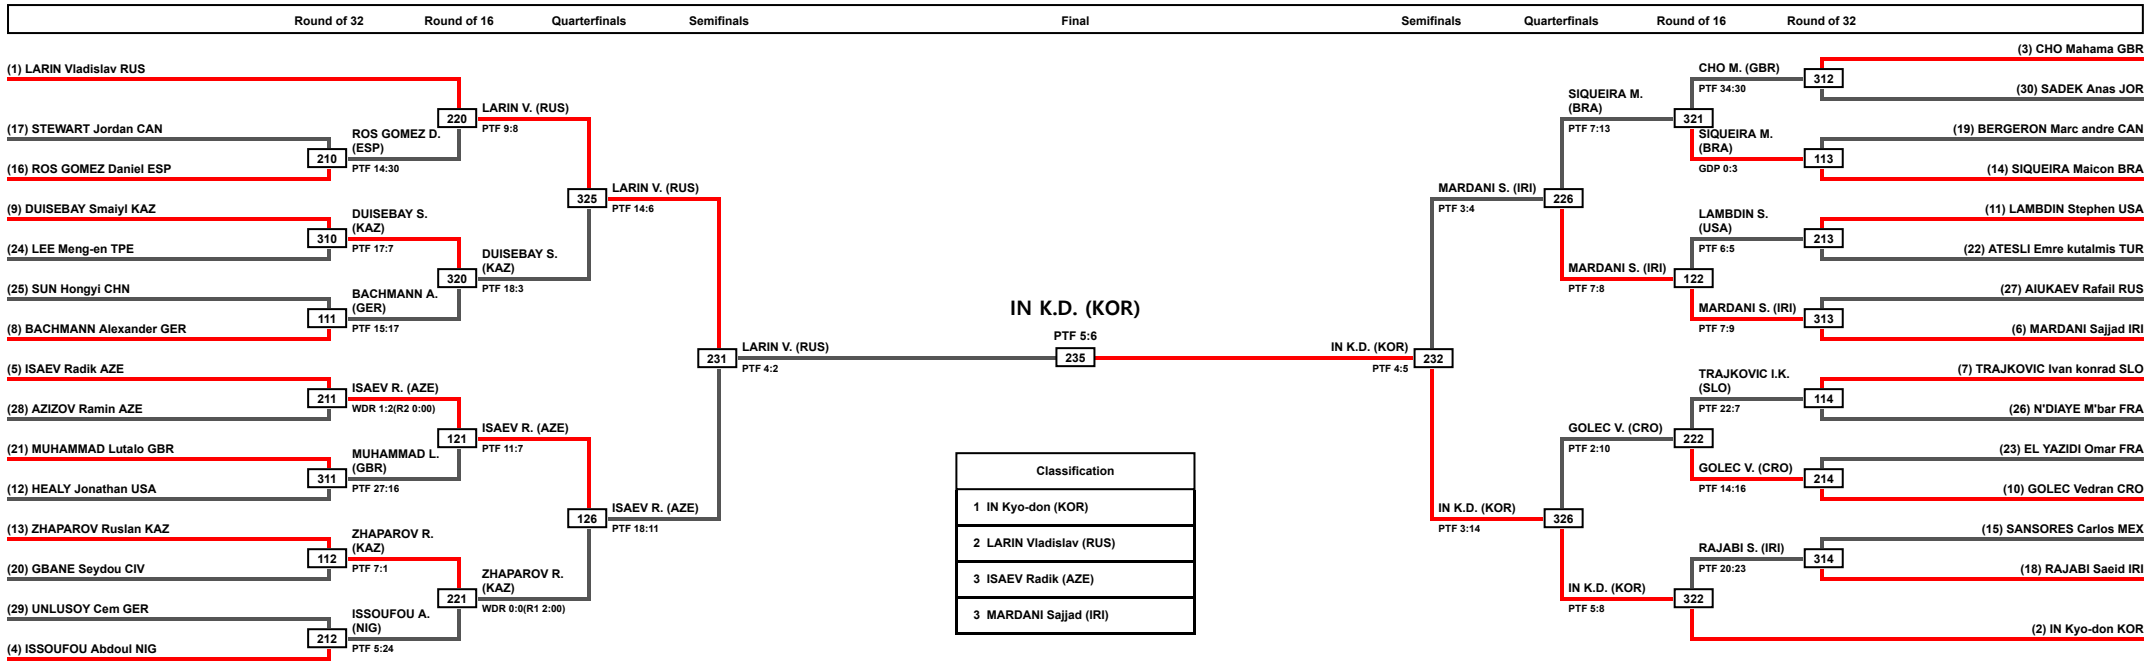 Round of 32
Round of 16
Quarterfinals
Semifinals
Final
Semifinals
Quarterfinals
Round of 16
Round of 32
(1) LARIN Vladislav RUS
(17) STEWART Jordan CAN
(16) ROS GOMEZ Daniel ESP
(9) DUISEBAY Smaiyl KAZ
(24) LEE Meng-en TPE
(25) SUN Hongyi CHN
(8) BACHMANN Alexander GER
(5) ISAEV Radik AZE
(28) AZIZOV Ramin AZE
(21) MUHAMMAD Lutalo GBR
(12) HEALY Jonathan USA
(13) ZHAPAROV Ruslan KAZ
(20) GBANE Seydou CIV
(29) UNLUSOY Cem GER
(4) ISSOUFOU Abdoul NIG
210
310
111
211
311
112
212
ROS GOMEZ D.
(ESP)
PTF 14:30
DUISEBAY S.
(KAZ)
PTF 17:7
BACHMANN A.
(GER)
PTF 15:17
ISAEV R. (AZE)
WDR 1:2(R2 0:00)
MUHAMMAD L.
(GBR)
PTF 27:16
ZHAPAROV R.
(KAZ)
PTF 7:1
ISSOUFOU A.
(NIG)
PTF 5:24
220
320
121
221
LARIN V. (RUS)
PTF 9:8
DUISEBAY S.
(KAZ)
PTF 18:3
ISAEV R. (AZE)
PTF 11:7
ZHAPAROV R.
(KAZ)
WDR 0:0(R1 2:00)
325
126
LARIN V. (RUS)
PTF 14:6
ISAEV R. (AZE)
PTF 18:11
231
LARIN V. (RUS)
PTF 4:2
IN K.D. (KOR)
PTF 5:6
235
Classification
1 IN Kyo-don (KOR)
2 LARIN Vladislav (RUS)
3 ISAEV Radik (AZE)
3 MARDANI Sajjad (IRI)
IN K.D. (KOR)
PTF 4:5
232
MARDANI S. (IRI)
PTF 3:4
IN K.D. (KOR)
PTF 3:14
226
326
SIQUEIRA M.
(BRA)
PTF 7:13
MARDANI S. (IRI)
PTF 7:8
GOLEC V. (CRO)
PTF 2:10
IN K.D. (KOR)
PTF 5:8
321
122
222
322
CHO M. (GBR)
PTF 34:30
SIQUEIRA M.
(BRA)
GDP 0:3
LAMBDIN S.
(USA)
PTF 6:5
MARDANI S. (IRI)
PTF 7:9
TRAJKOVIC I.K.
(SLO)
PTF 22:7
GOLEC V. (CRO)
PTF 14:16
RAJABI S. (IRI)
PTF 20:23
312
113
213
313
114
214
314
(3) CHO Mahama GBR
(30) SADEK Anas JOR
(19) BERGERON Marc andre CAN
(14) SIQUEIRA Maicon BRA
(11) LAMBDIN Stephen USA
(22) ATESLI Emre kutalmis TUR
(27) AIUKAEV Rafail RUS
(6) MARDANI Sajjad IRI
(7) TRAJKOVIC Ivan konrad SLO
(26) N'DIAYE M'bar FRA
(23) EL YAZIDI Omar FRA
(10) GOLEC Vedran CRO
(15) SANSORES Carlos MEX
(18) RAJABI Saeid IRI
(2) IN Kyo-don KOR